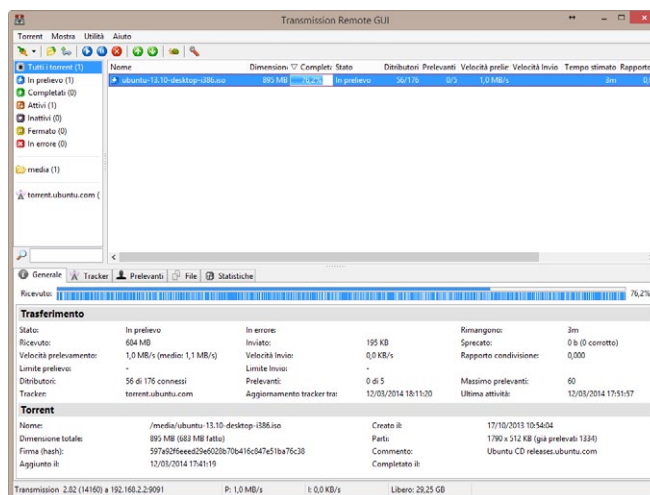 Transmission Remote GUI
Torrent Mostra Utilità Aiuto
Tutti i torrent (1)
In prelievo (1)
Completati (0)
Attivi (1)
Inattivi (0)
Fermato (0)
In errore (0)
media (1)
torrent.ubuntu.com (
Nome Dimension Complet Stato Ditributori Prelevanti Velocità prelie Velocità Invio Tempo stimato Rapporto
ubuntu-13.10-desktop-i386.iso 895 MB 76,2% In prelievo 56/176 0/5 1,0 MB/s 3m 0,0
Generale Tracker Prelevanti File Statistiche
Ricevuto: 76,2%
Trasferimento
Stato: In prelievo In errore: Rimangono: 3m
Ricevuto: 684 MB Inviato: 195 KB Sprecato: 0 b (0 corrotto)
Velocità prelevamento: 1,0 MB/s (medio: 1,1 MB/s) Velocità Invio: 0,0 KB/s Rapporto condivisione: 0,000
Limite prelievo: - Limite Invio: -
Ditributori: 56 di 176 connessi Prelevanti: 0 di 5 Massimo prelevanti: 60
Tracker: torrent.ubuntu.com Aggiornamento tracker tra: 12/03/2014 18:11:20 Ultima attività: 12/03/2014 17:51:57
Torrent
Nome: /media/ubuntu-13.10-desktop-i386.iso Creato il: 17/10/2013 10:54:04
Dimensione totale: 895 MB (683 MB fatto) Parti: 1790 x 512 KB (già prelevati 1334)
Firma (hash): 597a92f6eeed29e6028b70b416c847e51ba76c38 Commento: Ubuntu CD releases.ubuntu.com
Aggiunto il: 12/03/2014 17:41:19 Completato il:
Transmission 2.82 (14160) a 192.168.2.2:9091 P: 1,0 MB/s I: 0,0 KB/s Libero: 29,25 GB